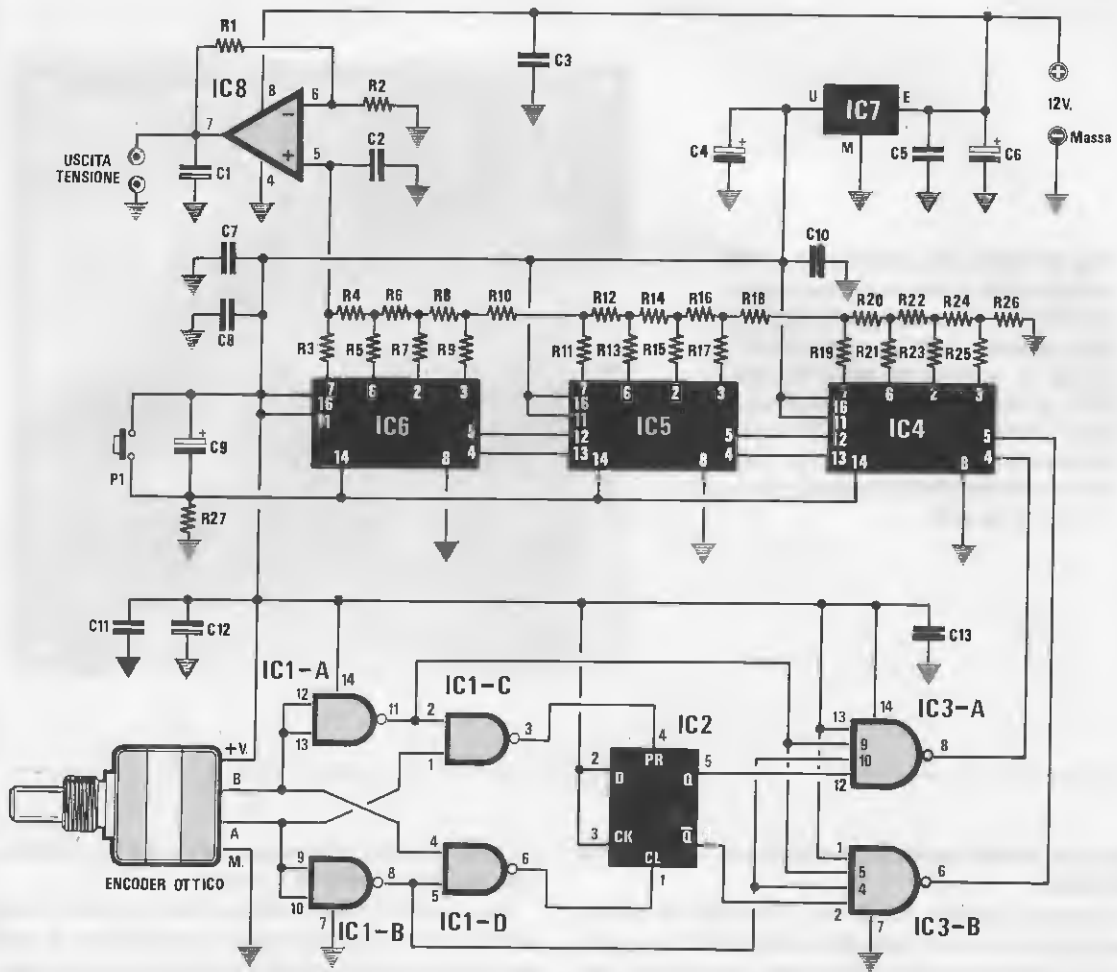 R1
IC8
8
6
R2
7
5
C2
4
USCITA
TENSIONE
C1
C3
U
IC7
E
M
C4
+
C5
C6
+
12V.
Massa
C7
C8
C10
R4
R6
R8
R10
R12
R14
R16
R18
R20
R22
R24
R26
R3
R5
R7
R9
R11
R13
R15
R17
R19
R21
R23
R25
7
6
2
3
16
11
IC6
5
4
14
8
7
6
2
3
16
11
12
13
IC5
5
4
14
8
7
6
2
3
16
11
12
13
14
IC4
5
4
8
P1
C9
+
R27
C11
C12
C13
IC1-A
14
12
13
11
IC1-C
2
1
3
IC2
4
PR
2
D
Q
5
3
CK
Q
CL
1
IC3-A
14
13
9
10
12
8
+V.
B
A
M.
ENCODER OTTICO
9
10
8
7
IC1-B
4
5
6
IC1-D
1
5
4
2
6
7
IC3-B